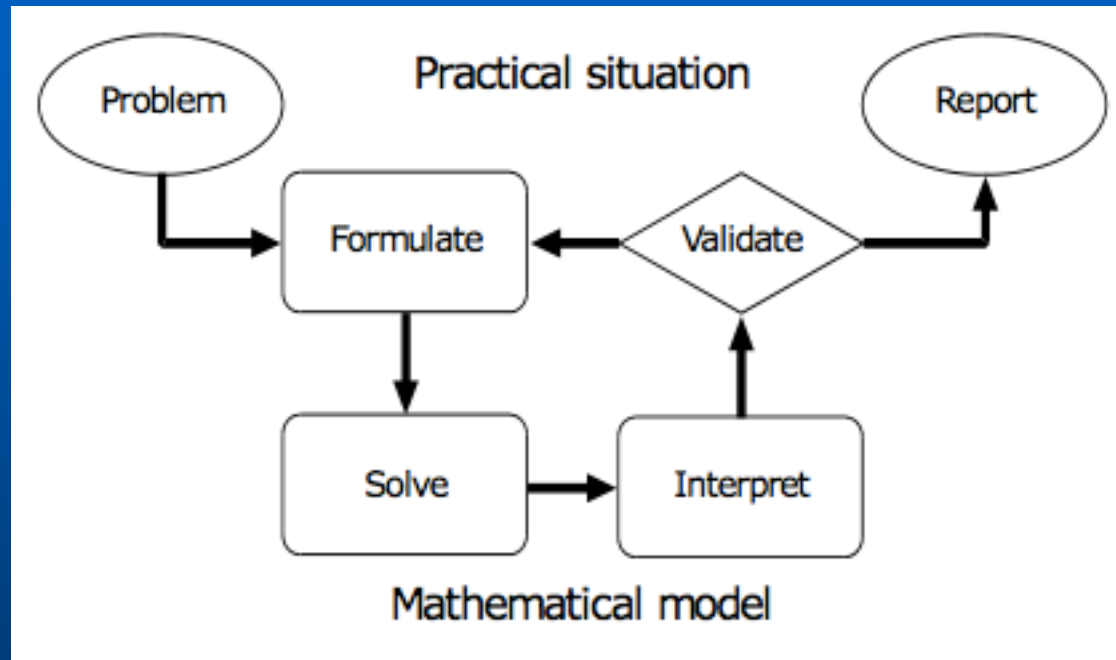 Practical situation
Problem
Report
Formulate
Validate
Solve
Interpret
Mathematical model